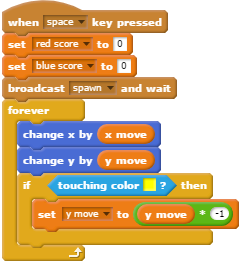 when space key pressed
set red score to 0
set blue score to 0
broadcast spawn and wait
forever
change x by x move
change y by y move
if touching color ? then
set y move to y move * -1